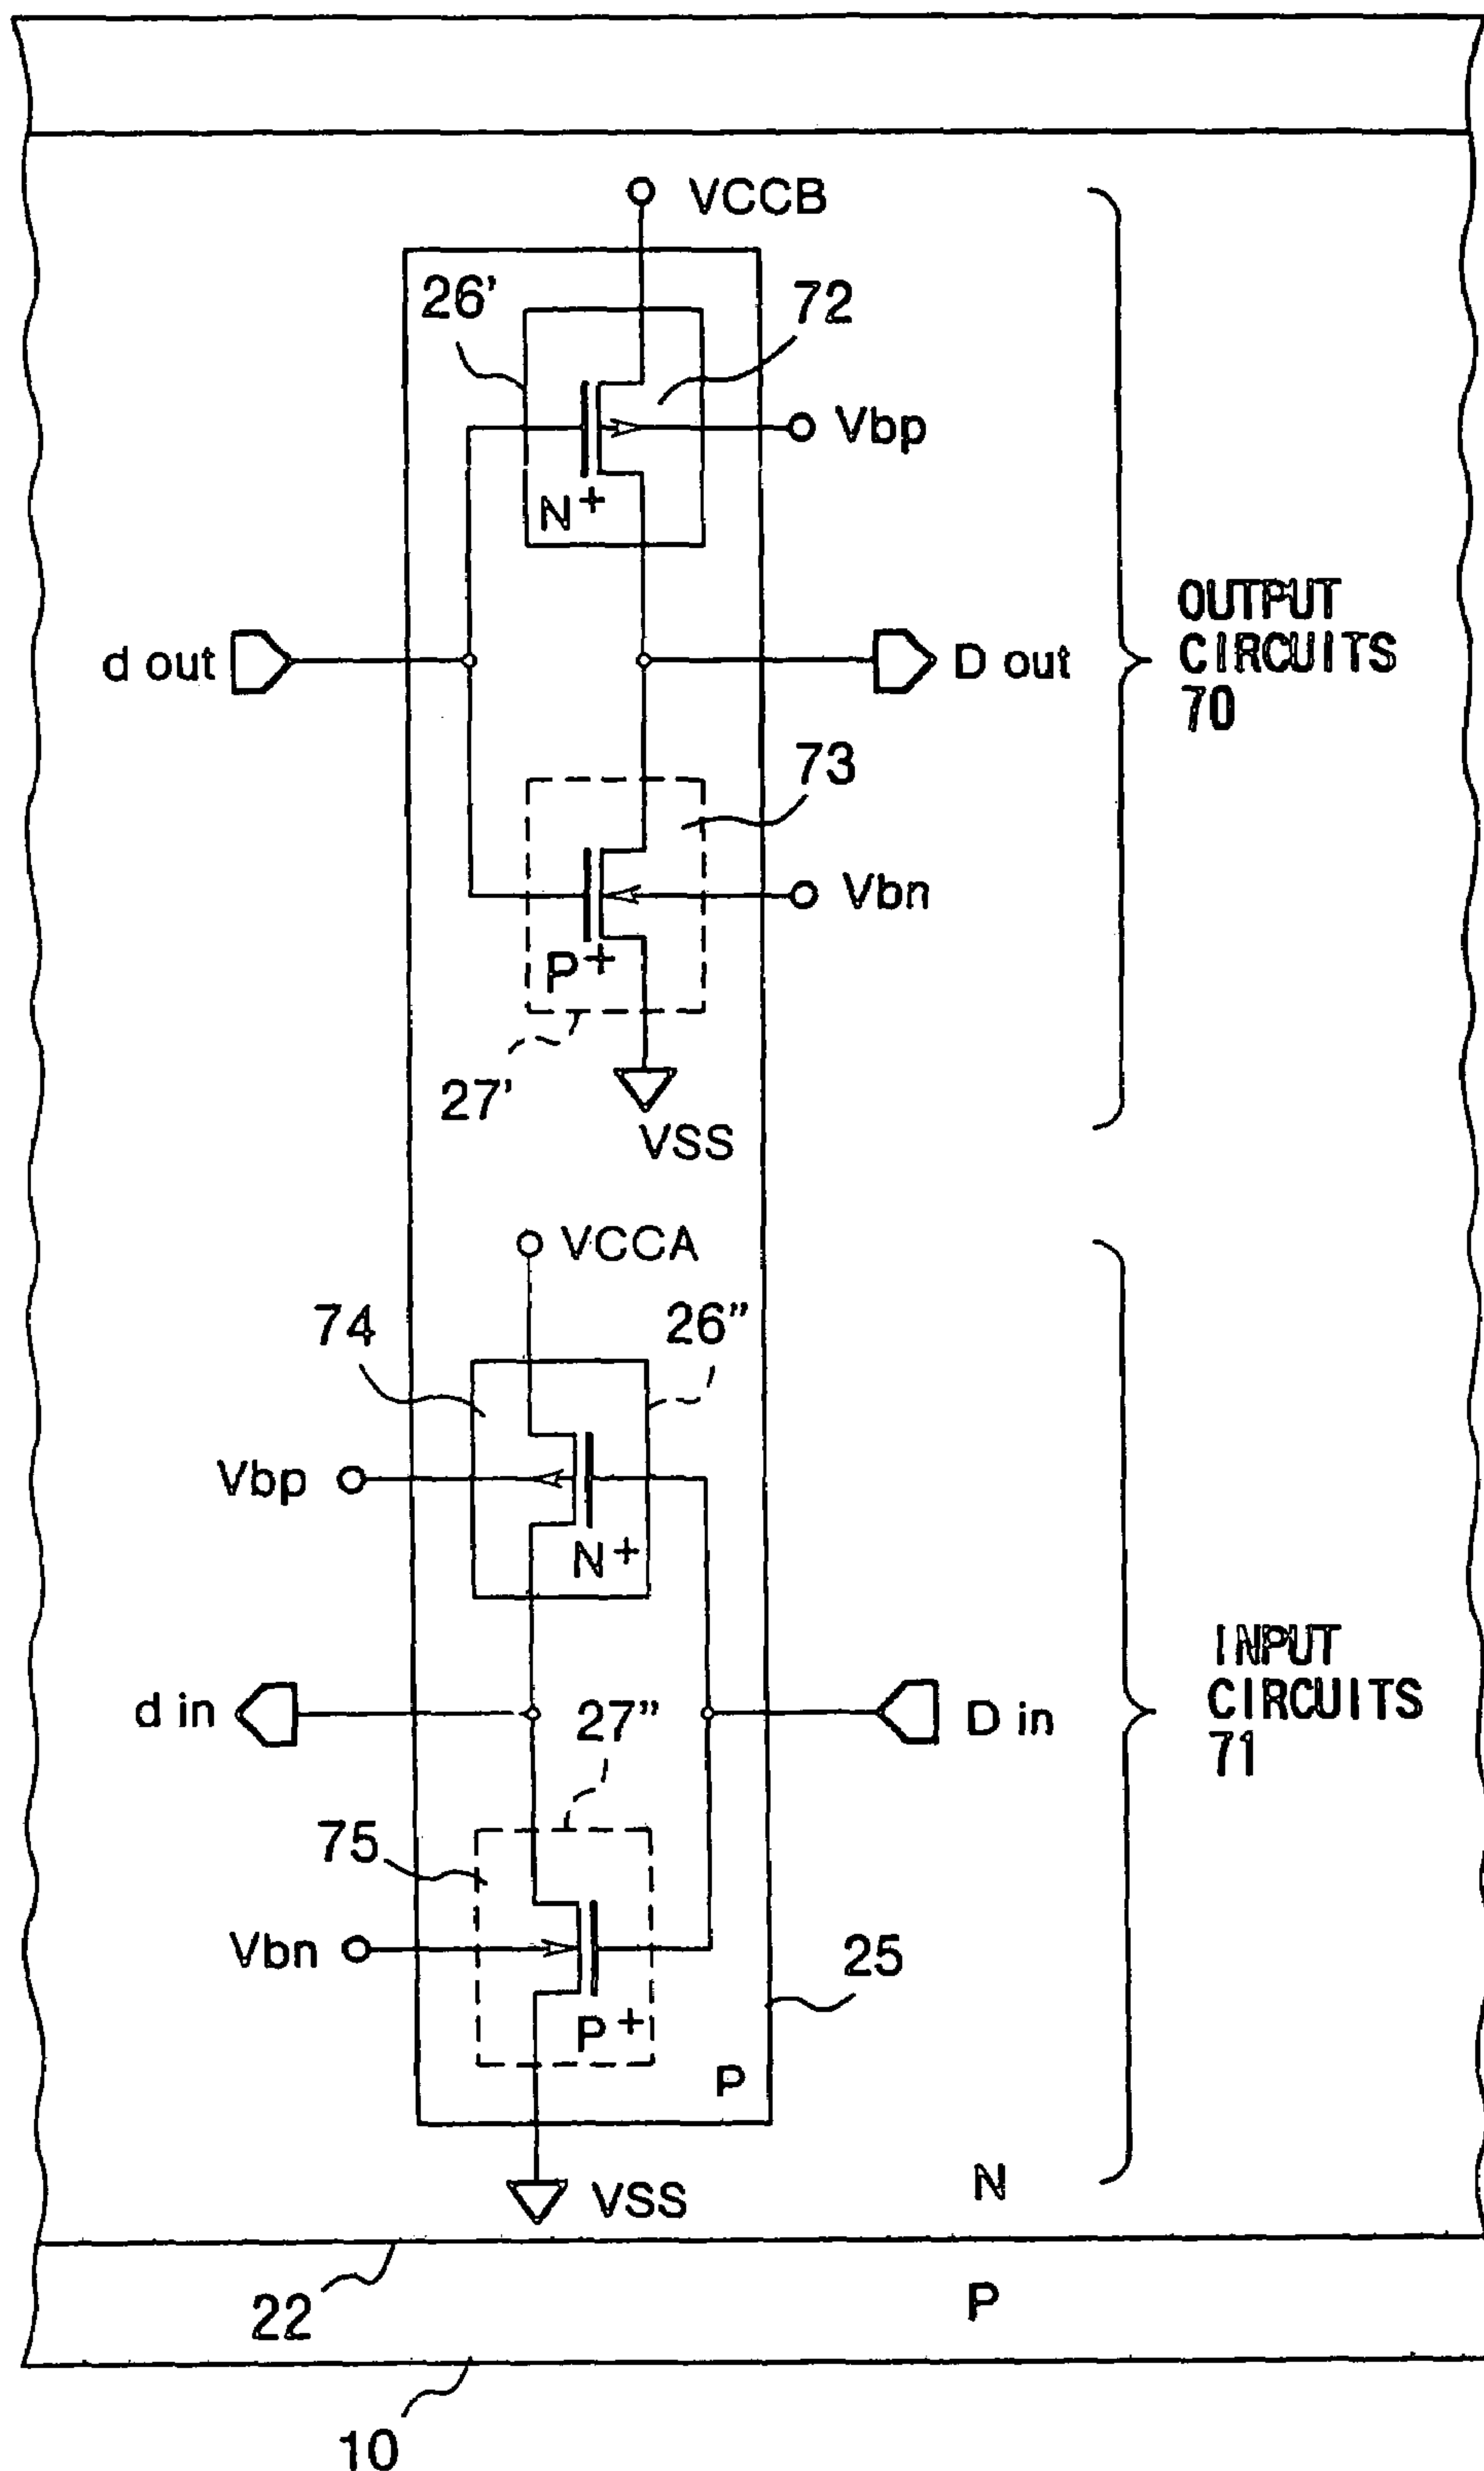 VCCB
26'
72
Vbp
N+
d out
D out
OUTPUT
CIRCUITS
70
73
Vbn
P+
27'
VSS
VCCA
74
26"
Vbp
N+
d in
27"
D in
INPUT
CIRCUITS
71
75
Vbn
25
P+
P
VSS
N
22
P
10